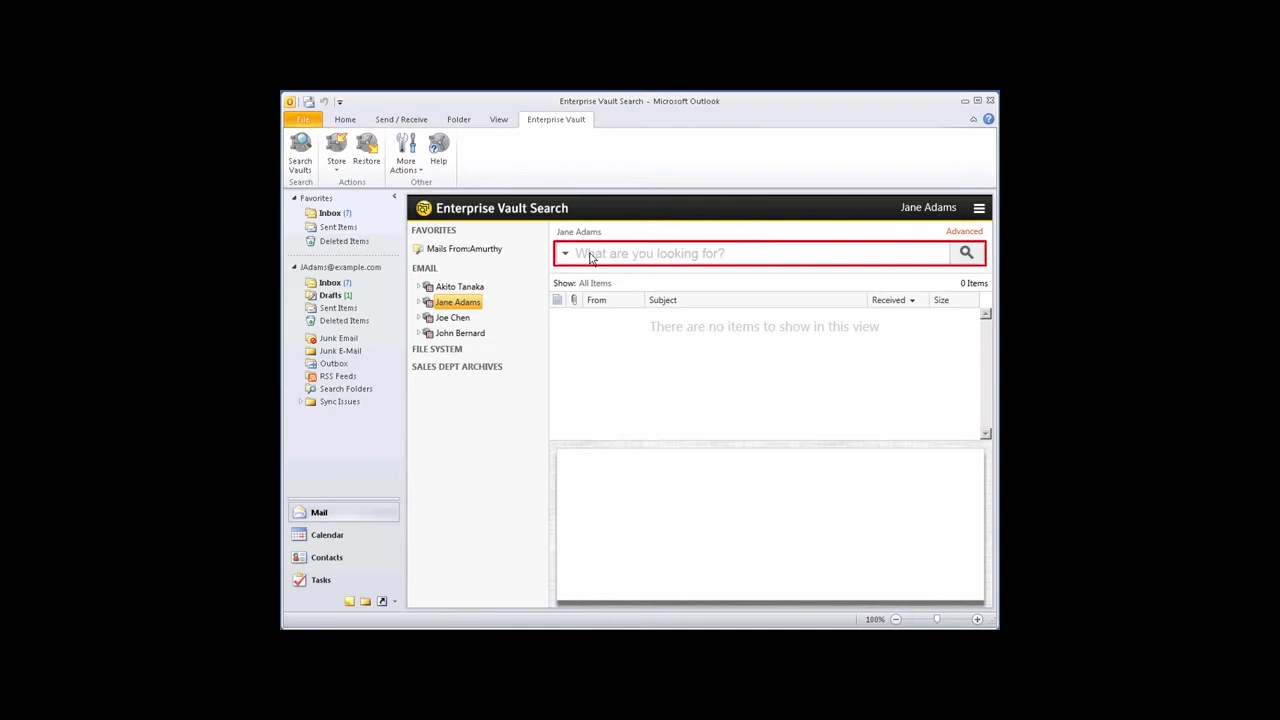 Enterprise Vault Search - Microsoft Outlook
File Home Send / Receive Folder View Enterprise Vault
Search Vaults
Store
Restore
More Actions
Help
Search Actions Other
Favorites
Inbox (7)
Sent Items
Deleted Items
JAdams@example.com
Inbox (7)
Drafts [1]
Sent Items
Deleted Items
Junk Email
Junk E-Mail
Outbox
RSS Feeds
Search Folders
Sync Issues
Mail
Calendar
Contacts
Tasks
Enterprise Vault Search
Jane Adams
FAVORITES
Mails From:Amurthy
EMAIL
Akito Tanaka
Jane Adams
Joe Chen
John Bernard
FILE SYSTEM
SALES DEPT ARCHIVES
Jane Adams Advanced
What are you looking for?
Show: All Items 0 Items
From Subject Received Size
There are no items to show in this view
100%